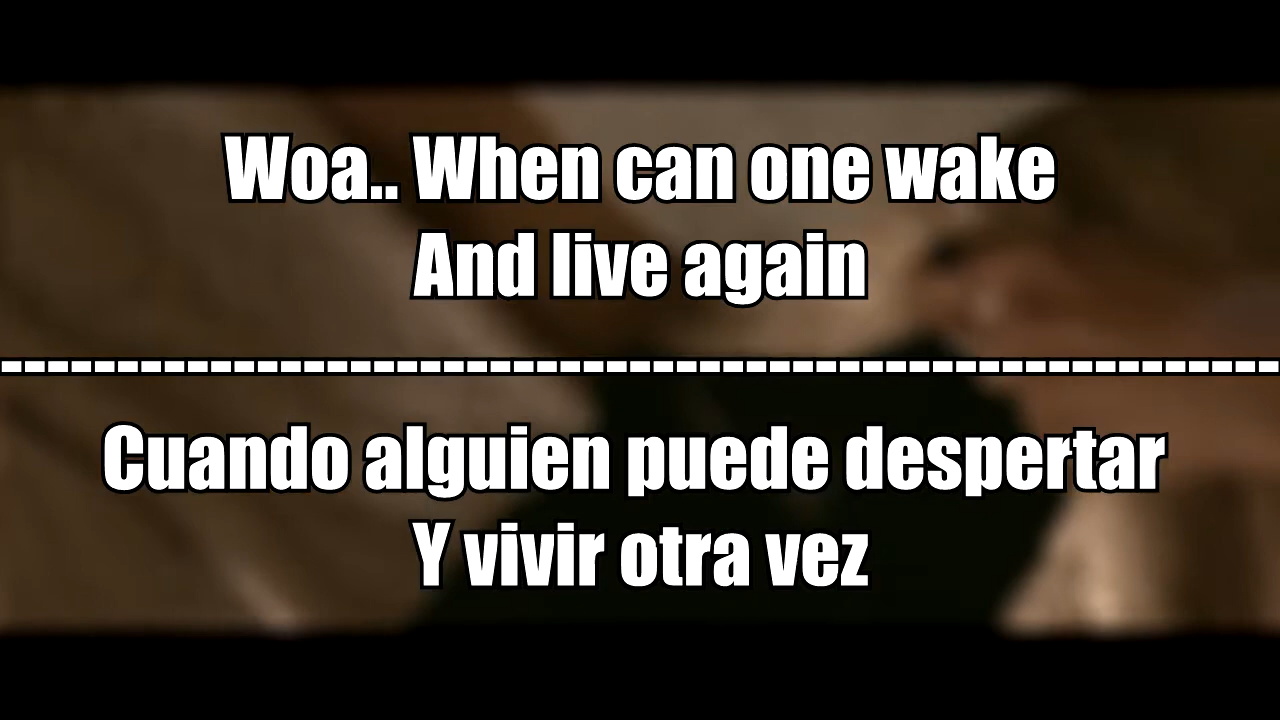 Woa.. When can one wake
And live again
Cuando alguien puede despertar
Y vivir otra vez